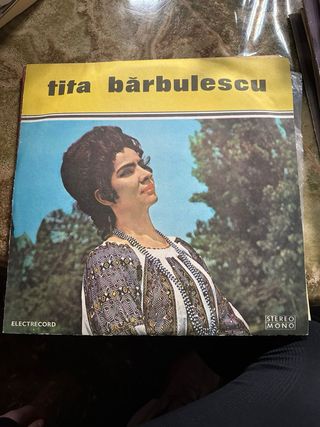 tita bărbulescu
ELECTRECORD
STEREO
MONO